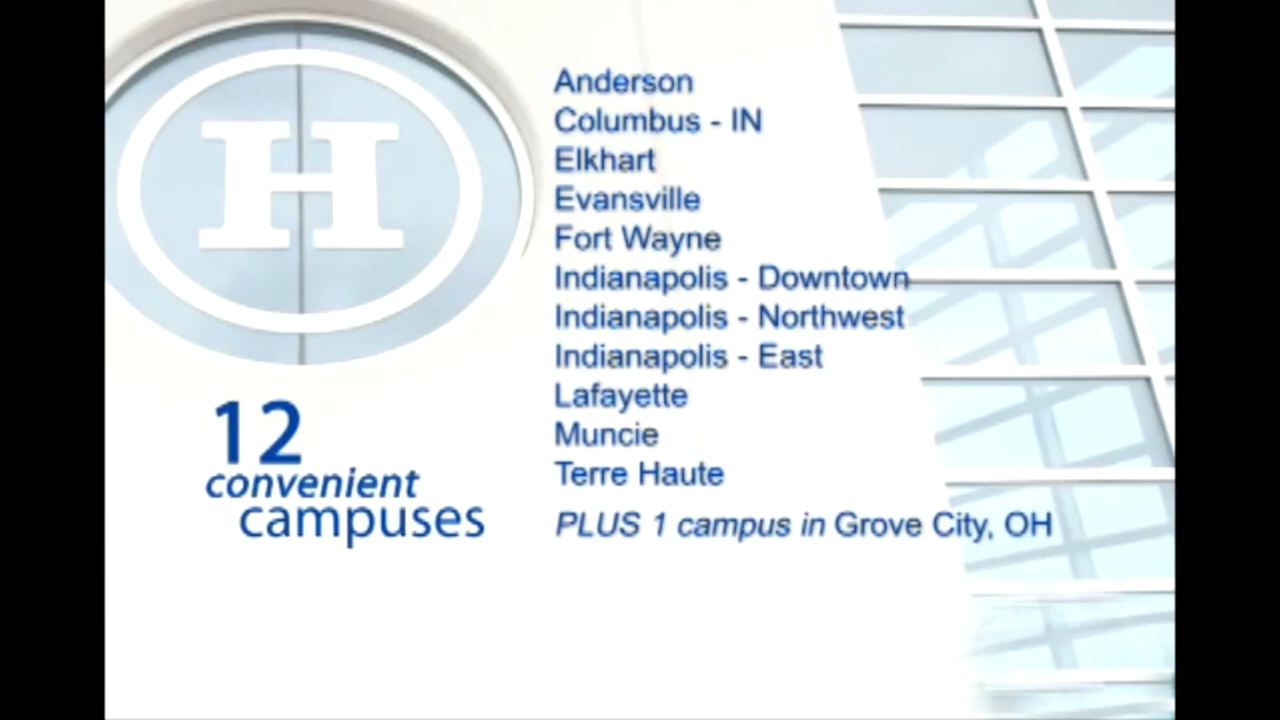 H
12
convenient
campuses
Anderson
Columbus - IN
Elkhart
Evansville
Fort Wayne
Indianapolis - Downtown
Indianapolis - Northwest
Indianapolis - East
Lafayette
Muncie
Terre Haute
PLUS 1 campus in Grove City, OH